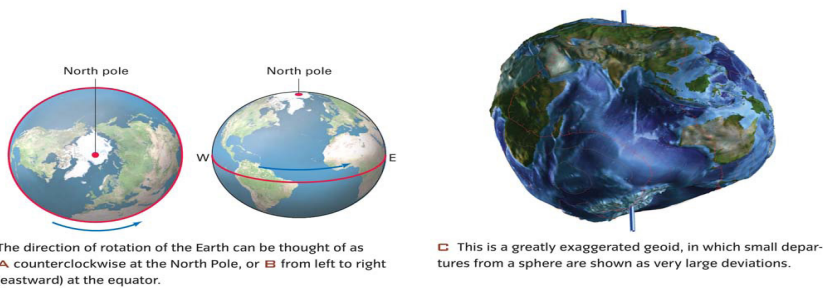 North pole
North pole
W
E
The direction of rotation of the Earth can be thought of as
A counterclockwise at the North Pole, or B from left to right
(eastward) at the equator.
C This is a greatly exaggerated geoid, in which small depar-
tures from a sphere are shown as very large deviations.